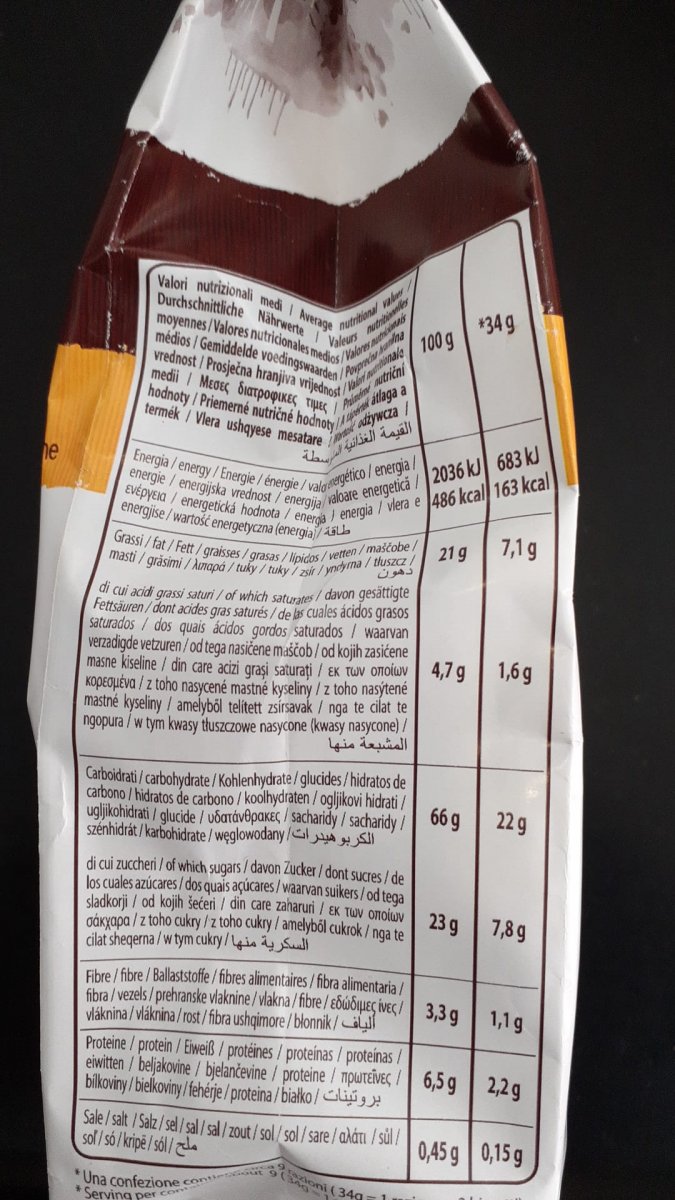 Valori nutrizionali medi / Average nutritional values /
Durchschnittliche Nährwerte / Valeurs nutritionnelles
moyennes / Valores nutricionales medios / Valores nutricionais
médios / Gemiddelde voedingswaarden / Povprečna hranilna
vrednost / Prosječna hranjiva vrijednost / Valori nutriționale
medii / Μεσες διατροφικες τιμες / Průměrné nutriční
hodnoty / Priemerné nutričné hodnoty / A tápérték átlaga a
termék / Vlera ushqyese mesatare / Wartość odżywcza /
القيمة الغذائية
100 g
*34 g
Energia / energy / Energie / énergie / valor energético / energia /
energie / energijska vrednost / energija / valoare energetică /
ενέργεια / energetická hodnota / energia / energia / vlera e
energjise / wartość energetyczna (energia) / طاقة
2036 kJ 683 kJ
486 kcal 163 kcal
Grassi / fat / Fett / graisses / grasas / lípidos / vetten / maščobe /
masti / grăsimi / λιπαρά / tuky / tuky / zsír / yndyrna / tłuszcz /
دهون
21 g 7,1 g
di cui acidi grassi saturi / of which saturates / davon gesättigte
Fettsäuren / dont acides gras saturés / de las cuales ácidos grasos
saturados / dos quais ácidos gordos saturados / waarvan
verzadigde vetzuren / od tega nasičene maščob / od kojih zasićene
masne kiseline / din care acizi grași saturați / εκ των οποίων
κορεσμένα / z toho nasycené mastné kyseliny / z toho nasýtené
mastné kyseliny / amelyből telített zsírsavak / nga te cilat te
ngopura / w tym kwasy tłuszczowe nasycone (kwasy nasycone) /
المشبعة منها
4,7 g 1,6 g
Carboidrati / carbohydrate / Kohlenhydrate / glucides / hidratos de
carbono / hidratos de carbono / koolhydraten / ogljikovi hidrati /
ugljikohidrati / glucide / υδατάνθρακες / sacharidy / sacharidy /
szénhidrát / karbohidrate / węglowodany / الكربوهيدرات
66 g 22 g
di cui zuccheri / of which sugars / davon Zucker / dont sucres / de
los cuales azúcares / dos quais açúcares / waarvan suikers / od tega
sladkorji / od kojih šećeri / din care zaharuri / εκ των οποίων
σάκχαρα / z toho cukry / z toho cukry / amelyből cukrok / nga te
cilat sheqerna / w tym cukry / السكرية منها
23 g 7,8 g
Fibre / fibre / Ballaststoffe / fibres alimentaires / fibra alimentaria /
fibra / vezels / prehranske vlaknine / vlakna / fibre / εδώδιμες ίνες /
vláknina / vláknina / rost / fibra ushqimore / błonnik / ألياف
3,3 g 1,1 g
Proteine / protein / Eiweiß / protéines / proteínas / proteínas /
eiwitten / beljakovine / bjelančevine / proteine / πρωτεΐνες /
bílkoviny / bielkoviny / fehérje / proteina / białko / بروتينات
6,5 g 2,2 g
Sale / salt / Salz / sel / sal / sal / zout / sol / sol / sare / αλάτι / sůl /
soľ / só / kripë / sól / ملح
0,45 g 0,15 g
* Una confezione
* Serving per